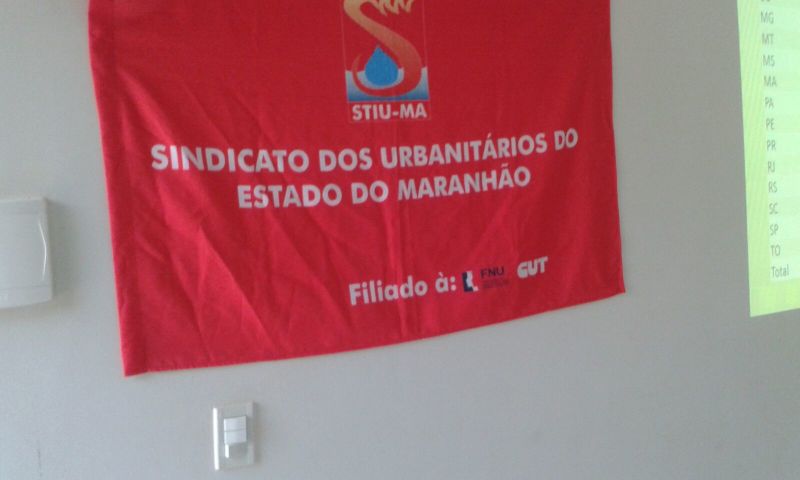 STIU-MA
SINDICATO DOS URBANITÁRIOS DO
ESTADO DO MARANHÃO
Filiado à: FNU CUT
MG
MT
MS
MA
PA
PE
PR
RJ
RS
SC
SP
TO
Total